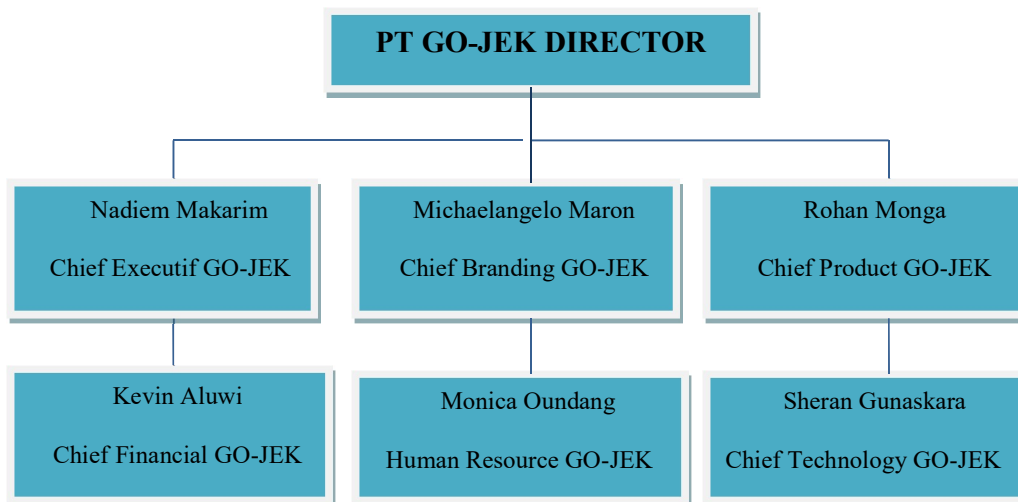 PT GO-JEK DIRECTOR
Nadiem Makarim
Chief Executif GO-JEK
Michaelangelo Maron
Chief Branding GO-JEK
Rohan Monga
Chief Product GO-JEK
Kevin Aluwi
Chief Financial GO-JEK
Monica Oundang
Human Resource GO-JEK
Sheran Gunaskara
Chief Technology GO-JEK